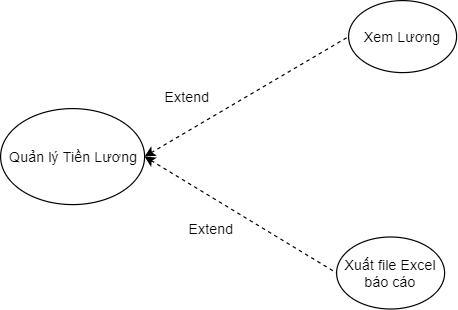 Xem Lương
Extend
Quản lý Tiền Lương
Extend
Xuất file Excel
báo cáo